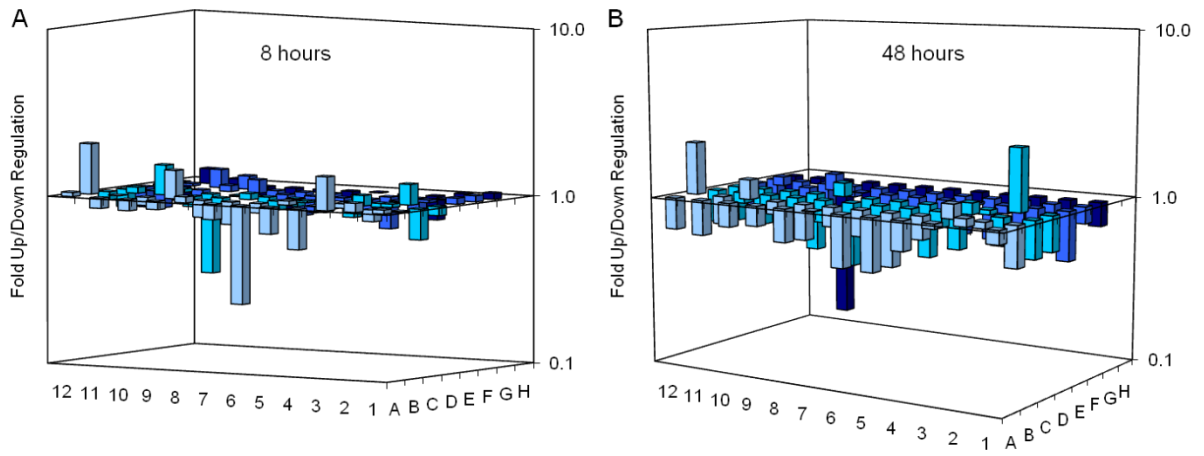 A
8 hours
Fold Up/Down Regulation
10.0
1.0
0.1
12 11 10 9 8 7 6 5 4 3 2 1
A B C D E F G H
B
48 hours
Fold Up/Down Regulation
10.0
1.0
0.1
12 11 10 9 8 7 6 5 4 3 2 1
A B C D E F G H